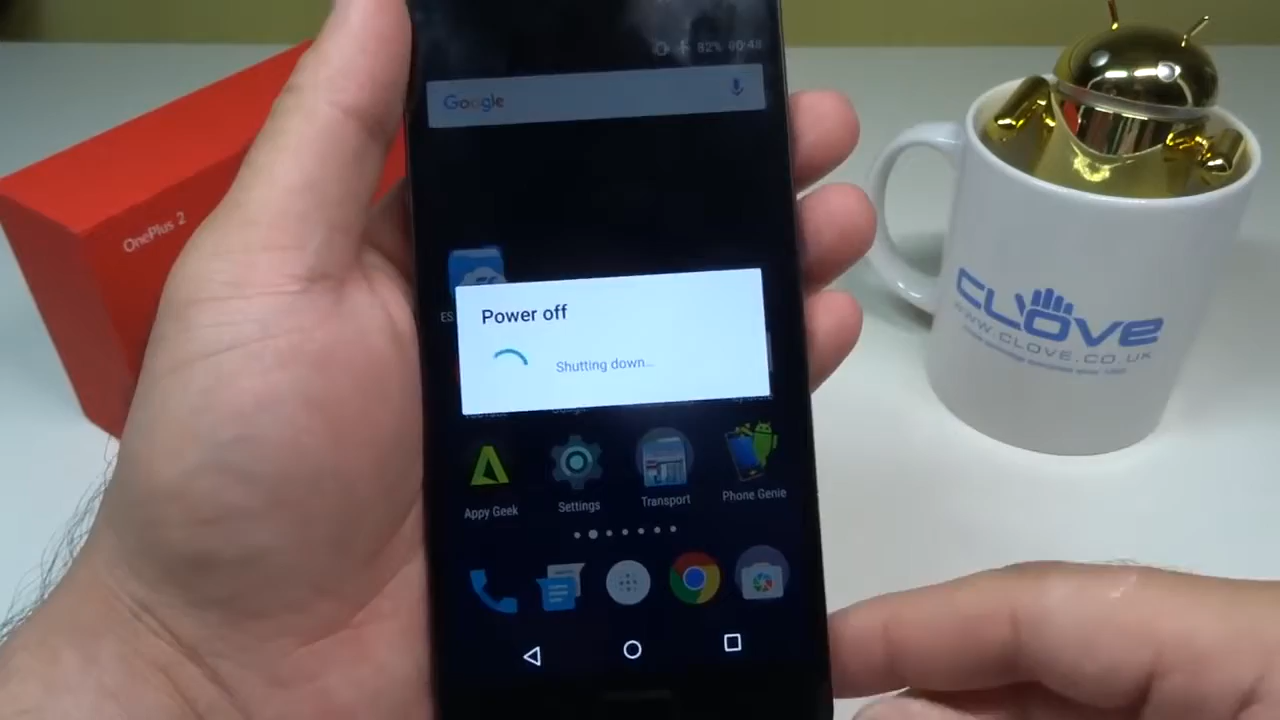 82% 00:48
Google
OnePlus 2
ES
Power off
Shutting down...
Appy Geek
Settings
Transport
Phone Genie
CLOVE
WWW.CLOVE.CO.UK